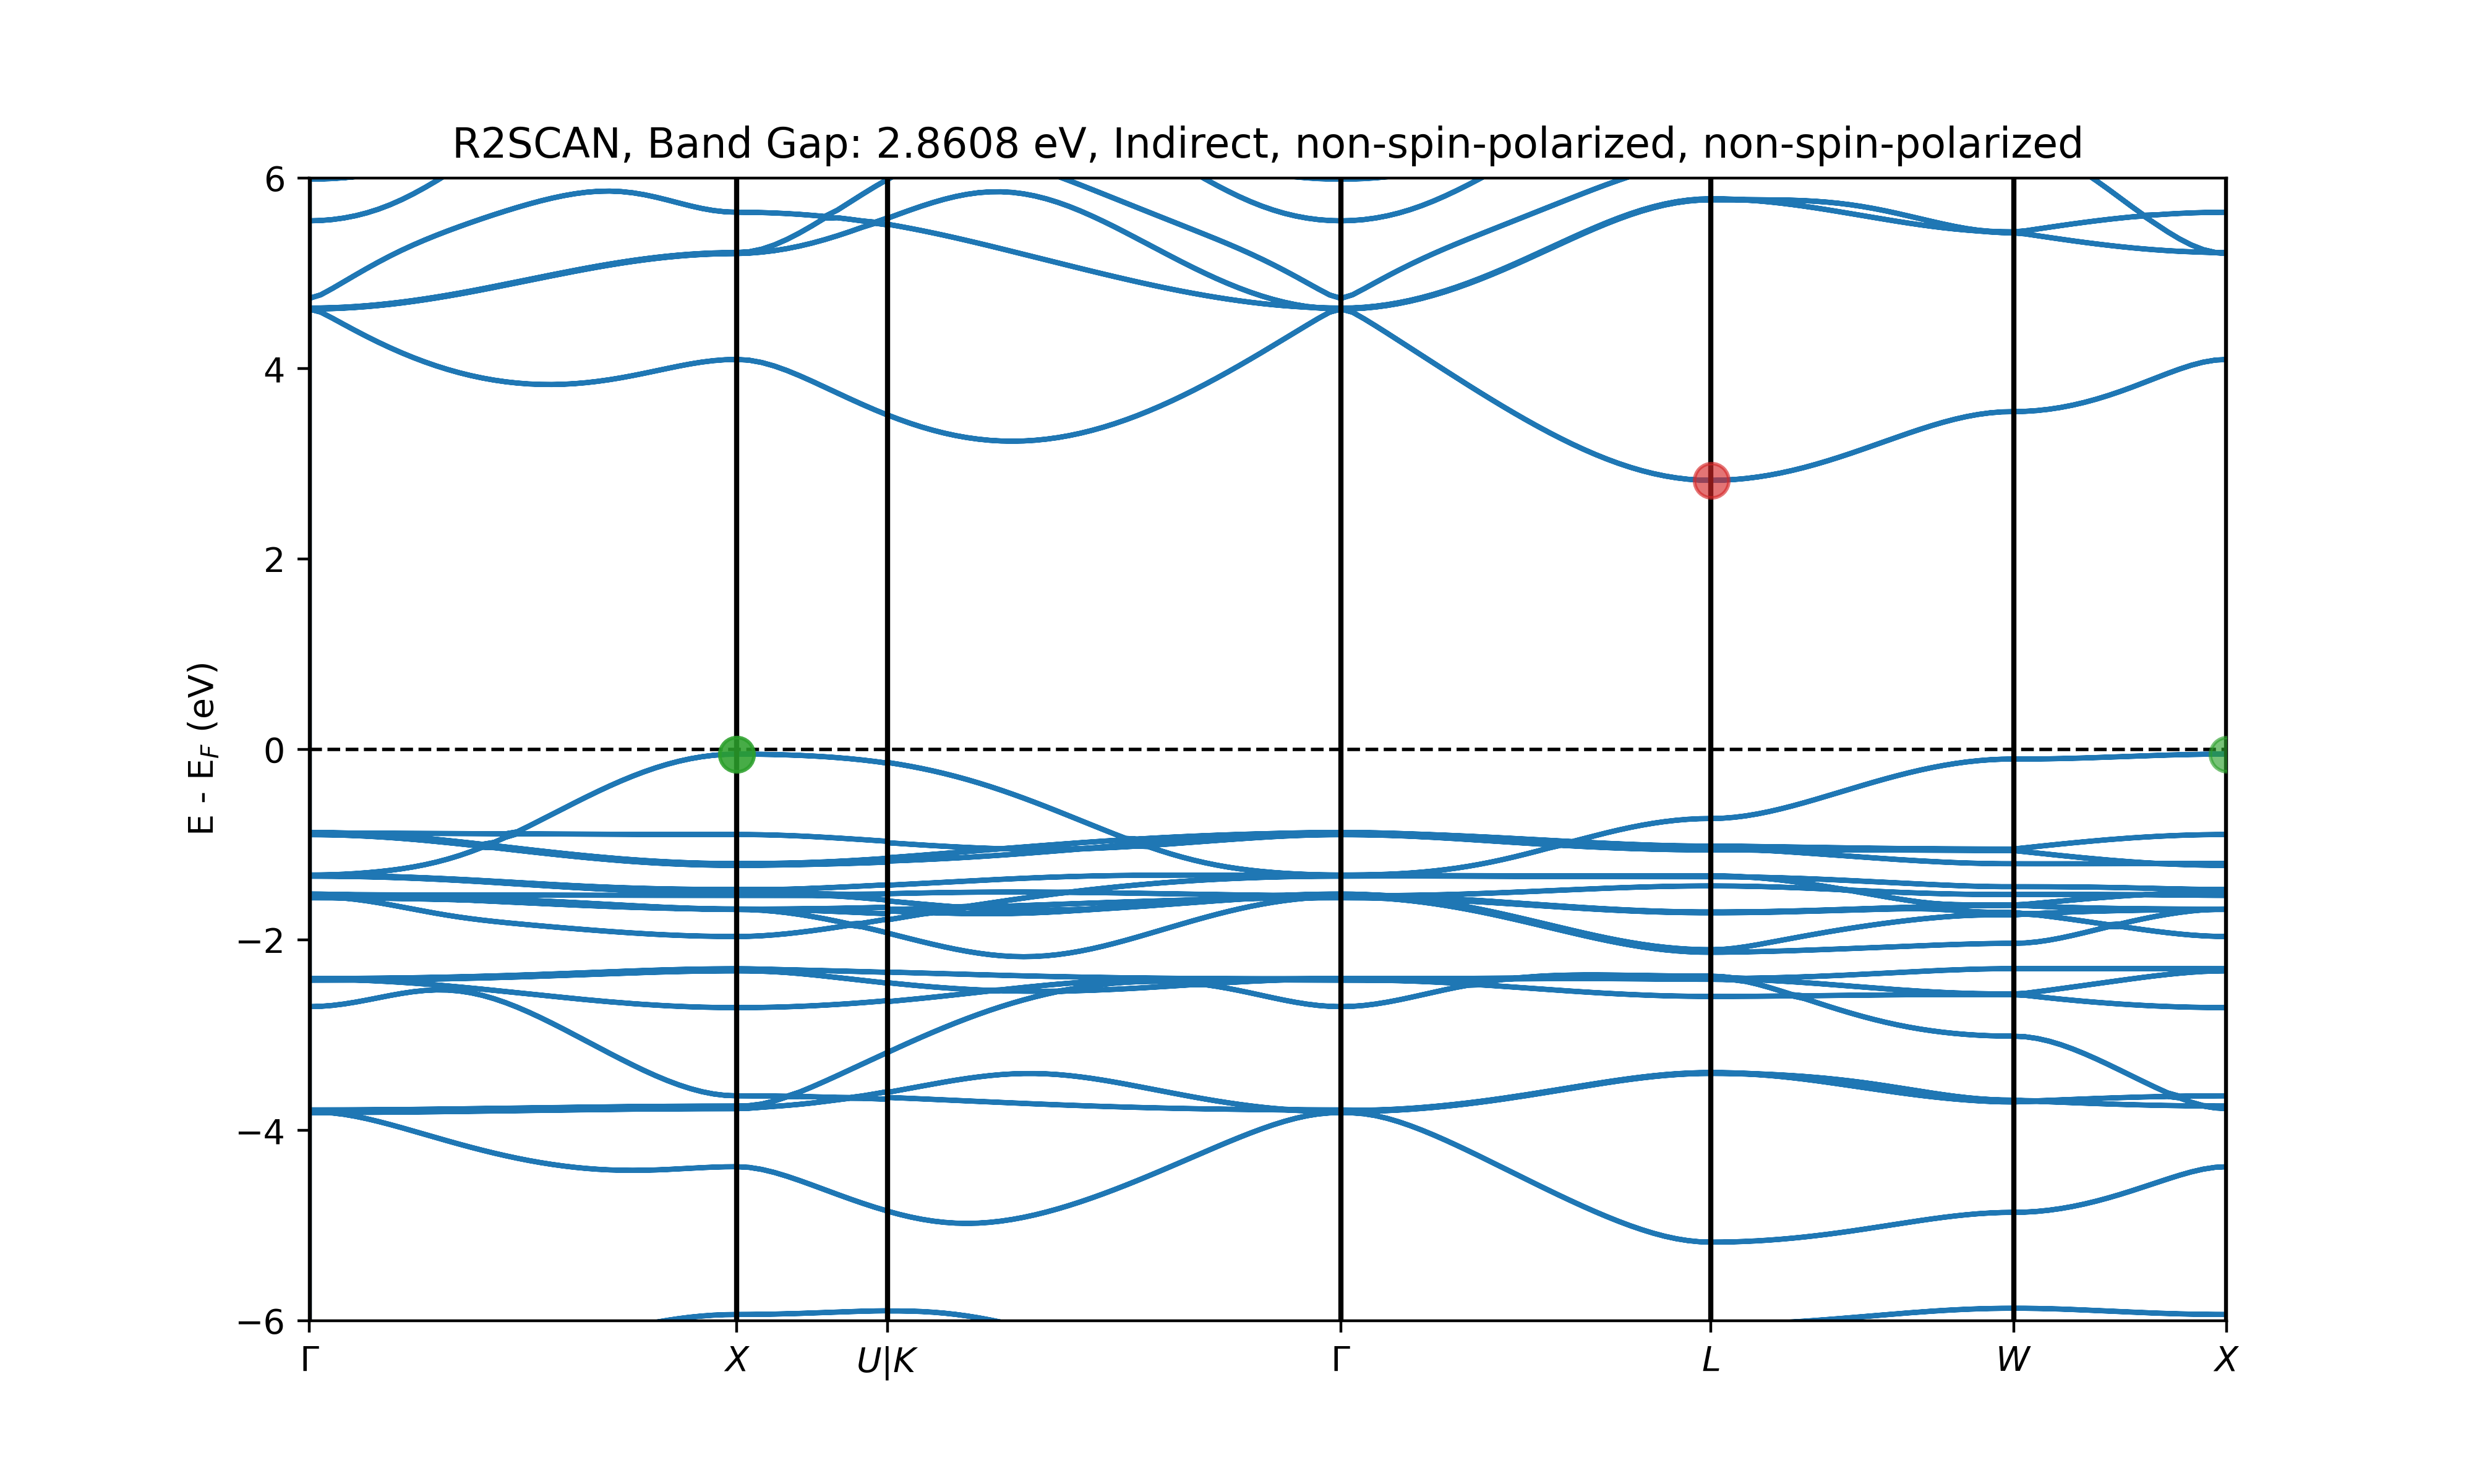 R2SCAN, Band Gap: 2.8608 eV, Indirect, non-spin-polarized, non-spin-polarized
E - E_F (eV)
6
4
2
0
−2
−4
−6
Γ X U|K Γ L W X